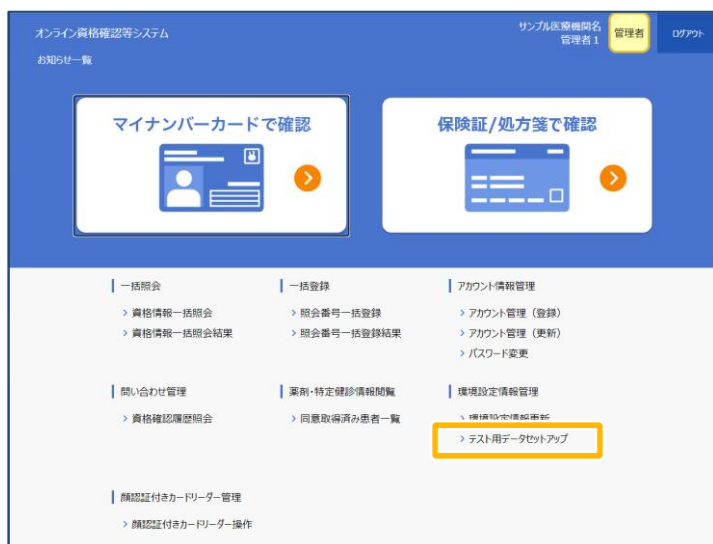 オンライン資格確認等システム
サンプル医療機関名
管理者1
管理者
ログアウト
お知らせ一覧
マイナンバーカードで確認
保険証/処方箋で確認
一括照会
> 資格情報一括照会
> 資格情報一括照会結果
一括登録
> 照会番号一括登録
> 照会番号一括登録結果
アカウント情報管理
> アカウント管理（登録）
> アカウント管理（更新）
> パスワード変更
問い合わせ管理
> 資格確認履歴照会
薬剤・特定健診情報閲覧
> 同意取得済み患者一覧
環境設定情報管理
> 環境設定情報更新
> テスト用データセットアップ
顔認証付きカードリーダー管理
> 顔認証付きカードリーダー操作